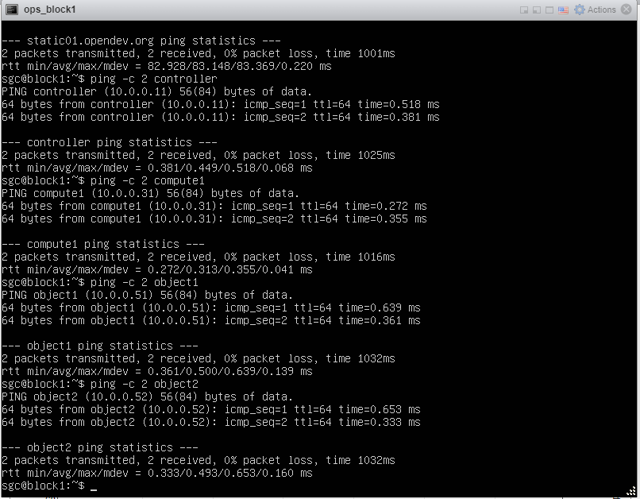 ops_block1
Actions
--- static01.opendev.org ping statistics ---
2 packets transmitted, 2 received, 0% packet loss, time 1001ms
rtt min/avg/max/mdev = 82.928/83.148/83.369/0.220 ms
sgc@block1:~$ ping -c 2 controller
PING controller (10.0.0.11) 56(84) bytes of data.
64 bytes from controller (10.0.0.11): icmp_seq=1 ttl=64 time=0.518 ms
64 bytes from controller (10.0.0.11): icmp_seq=2 ttl=64 time=0.381 ms
--- controller ping statistics ---
2 packets transmitted, 2 received, 0% packet loss, time 1025ms
rtt min/avg/max/mdev = 0.381/0.449/0.518/0.068 ms
sgc@block1:~$ ping -c 2 compute1
PING compute1 (10.0.0.31) 56(84) bytes of data.
64 bytes from compute1 (10.0.0.31): icmp_seq=1 ttl=64 time=0.272 ms
64 bytes from compute1 (10.0.0.31): icmp_seq=2 ttl=64 time=0.355 ms
--- compute1 ping statistics ---
2 packets transmitted, 2 received, 0% packet loss, time 1016ms
rtt min/avg/max/mdev = 0.272/0.313/0.355/0.041 ms
sgc@block1:~$ ping -c 2 object1
PING object1 (10.0.0.51) 56(84) bytes of data.
64 bytes from object1 (10.0.0.51): icmp_seq=1 ttl=64 time=0.639 ms
64 bytes from object1 (10.0.0.51): icmp_seq=2 ttl=64 time=0.361 ms
--- object1 ping statistics ---
2 packets transmitted, 2 received, 0% packet loss, time 1032ms
rtt min/avg/max/mdev = 0.361/0.500/0.639/0.139 ms
sgc@block1:~$ ping -c 2 object2
PING object2 (10.0.0.52) 56(84) bytes of data.
64 bytes from object2 (10.0.0.52): icmp_seq=1 ttl=64 time=0.653 ms
64 bytes from object2 (10.0.0.52): icmp_seq=2 ttl=64 time=0.333 ms
--- object2 ping statistics ---
2 packets transmitted, 2 received, 0% packet loss, time 1032ms
rtt min/avg/max/mdev = 0.333/0.493/0.653/0.160 ms
sgc@block1:~$ _